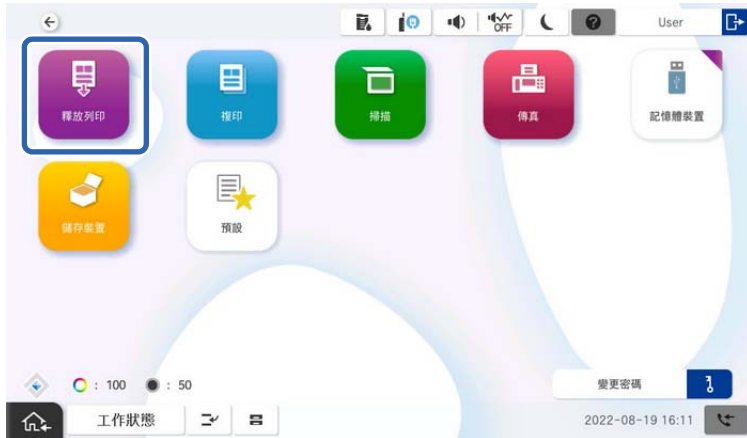 OFF
User
釋放列印
複印
掃描
傳真
記憶體裝置
儲存裝置
預設
: 100
: 50
變更密碼
工作狀態
2022-08-19 16:11